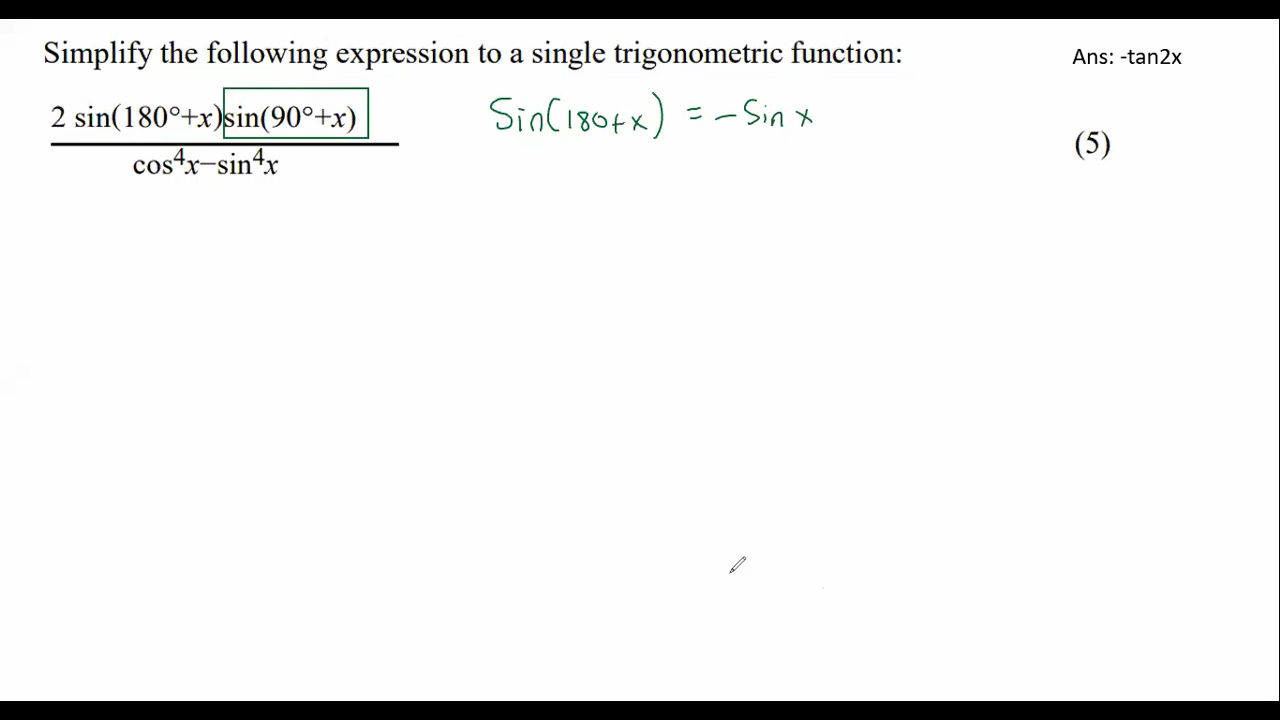 Simplify the following expression to a single trigonometric function:
Ans: -tan2x
2 sin(180°+x)sin(90°+x)
Sin(180+x) = -Sin x
(5)
cos⁴x−sin⁴x